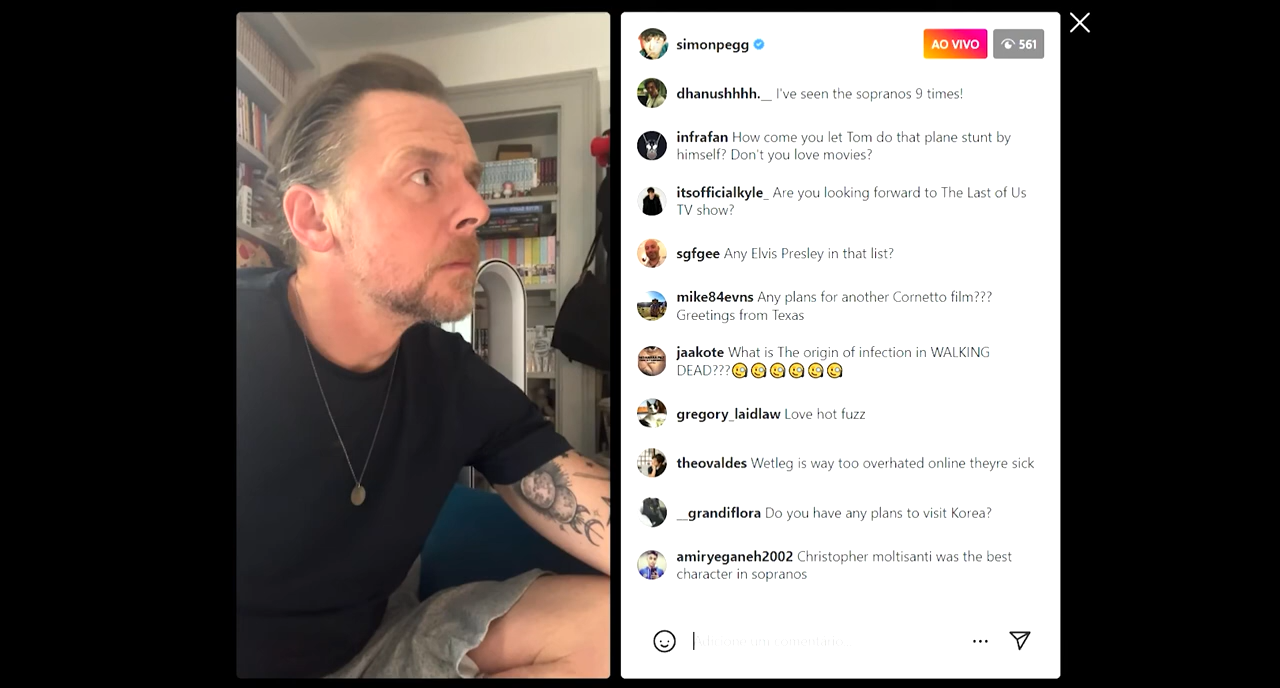 simonpegg
AO VIVO
561
dhanushhhh.__ I've seen the sopranos 9 times!
infrafan How come you let Tom do that plane stunt by
himself? Don't you love movies?
itsofficialkyle_ Are you looking forward to The Last of Us
TV show?
sgfgee Any Elvis Presley in that list?
mike84evns Any plans for another Cornetto film???
Greetings from Texas
jaakote What is The origin of infection in WALKING
DEAD???
gregory_laidlaw Love hot fuzz
theovaldes Wetleg is way too overhated online theyre sick
__grandiflora Do you have any plans to visit Korea?
amiryeganeh2002 Christopher moltisanti was the best
character in sopranos
Adicione um comentário...